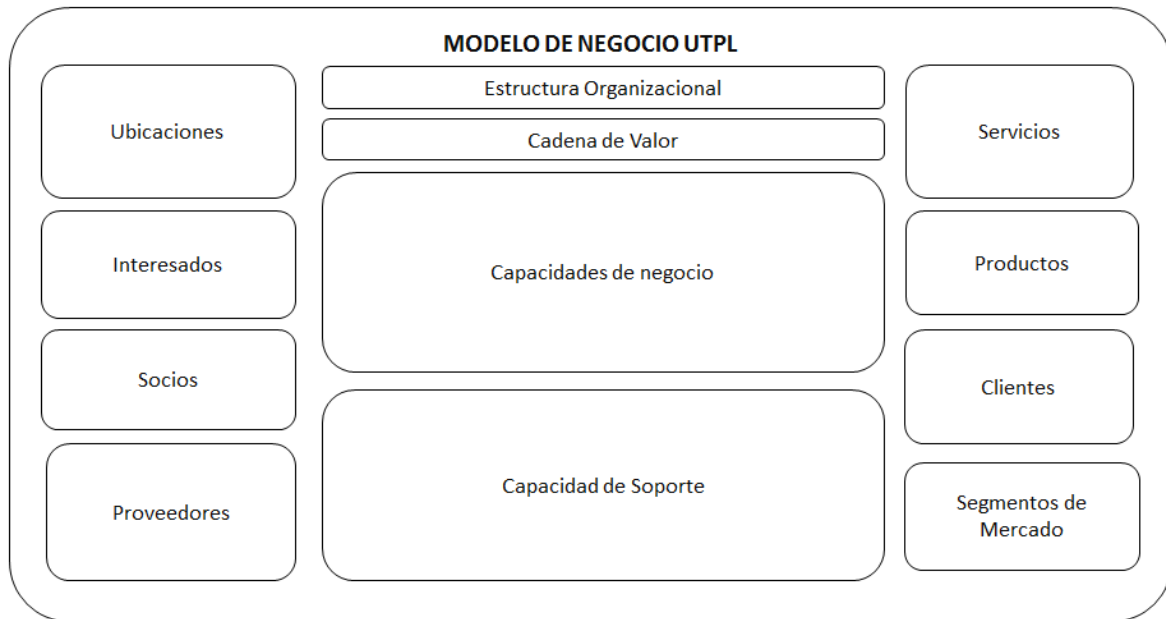 MODELO DE NEGOCIO UTPL
Estructura Organizacional
Cadena de Valor
Ubicaciones
Interesados
Socios
Proveedores
Capacidades de negocio
Capacidad de Soporte
Servicios
Productos
Clientes
Segmentos de
Mercado